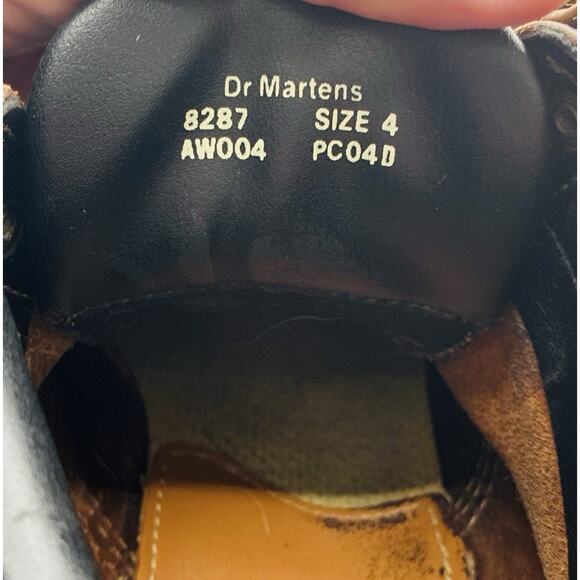 Dr Martens
8287 SIZE 4
AW004 PC04D